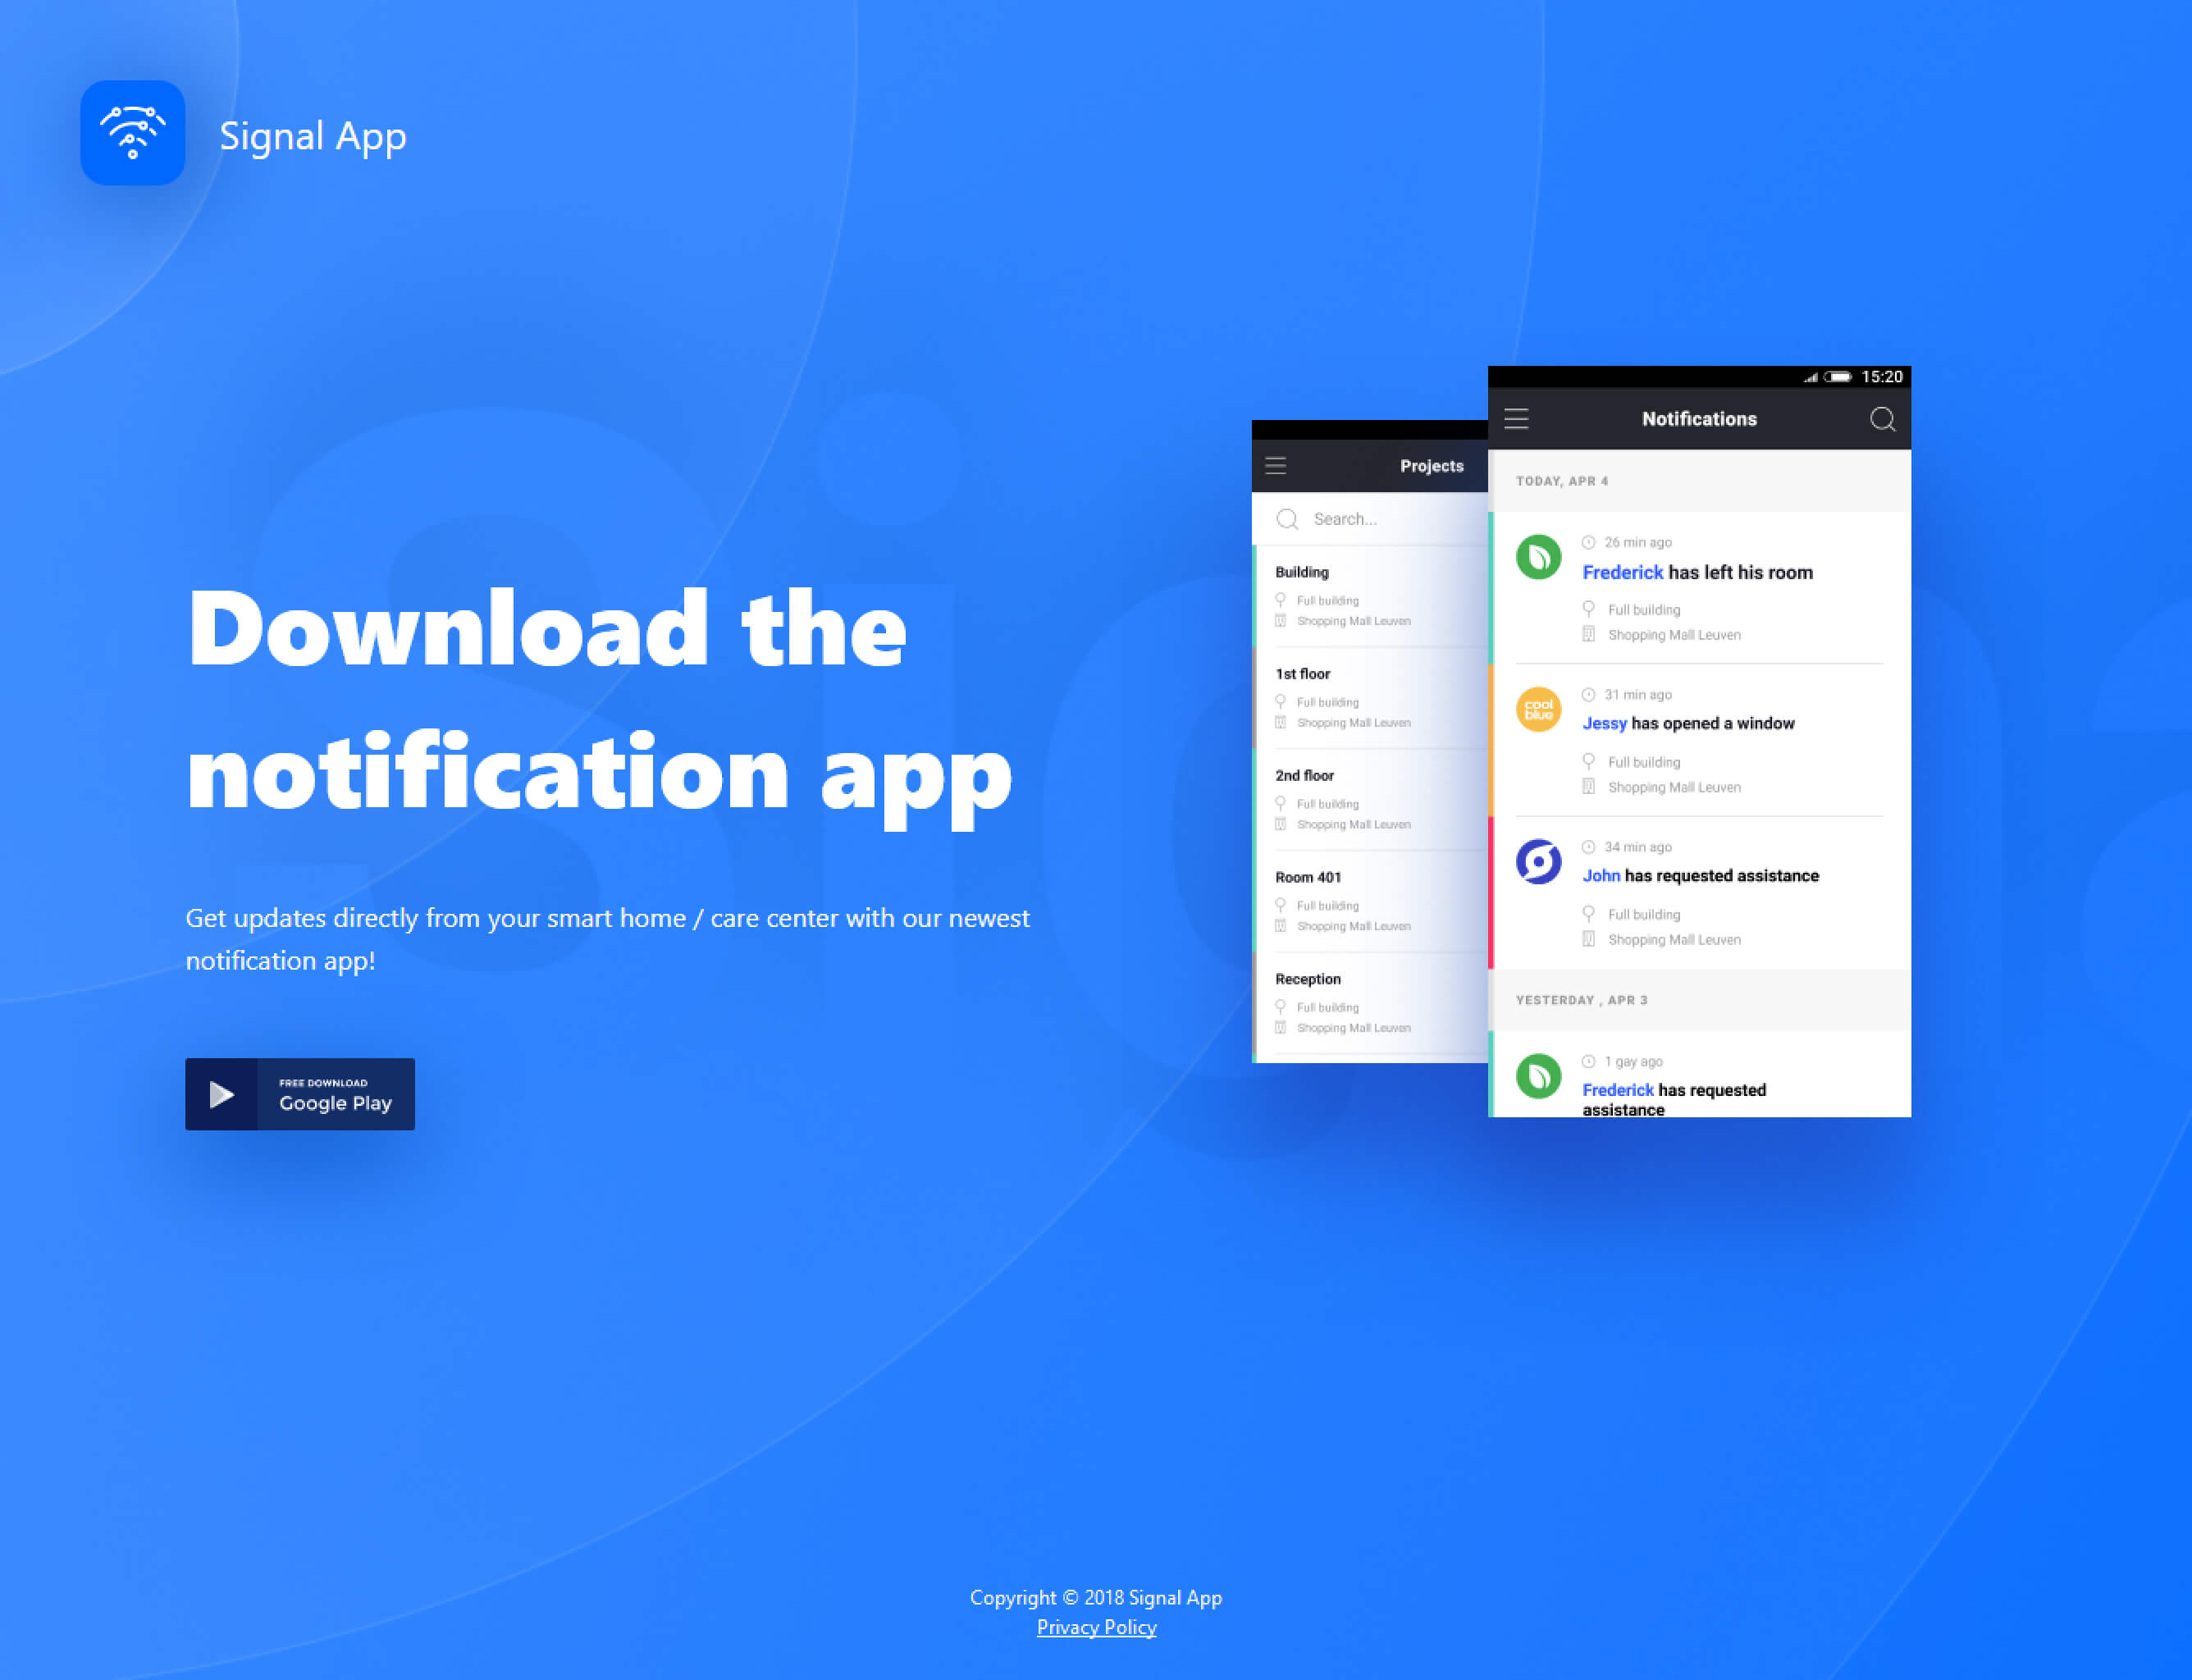 Signal App
Download the
notification app
Get updates directly from your smart home / care center with our newest
notification app!
FREE DOWNLOAD
Google Play
Projects
Search...
Building
Full building
Shopping Mall Leuven
1st floor
Full building
Shopping Mall Leuven
2nd floor
Full building
Shopping Mall Leuven
Room 401
Full building
Shopping Mall Leuven
Reception
Full building
Shopping Mall Leuven
15:20
Notifications
TODAY, APR 4
26 min ago
Frederick has left his room
Full building
Shopping Mall Leuven
cool
blue
31 min ago
Jessy has opened a window
Full building
Shopping Mall Leuven
34 min ago
John has requested assistance
Full building
Shopping Mall Leuven
YESTERDAY , APR 3
1 gay ago
Frederick has requested
assistance
Copyright © 2018 Signal App
Privacy Policy